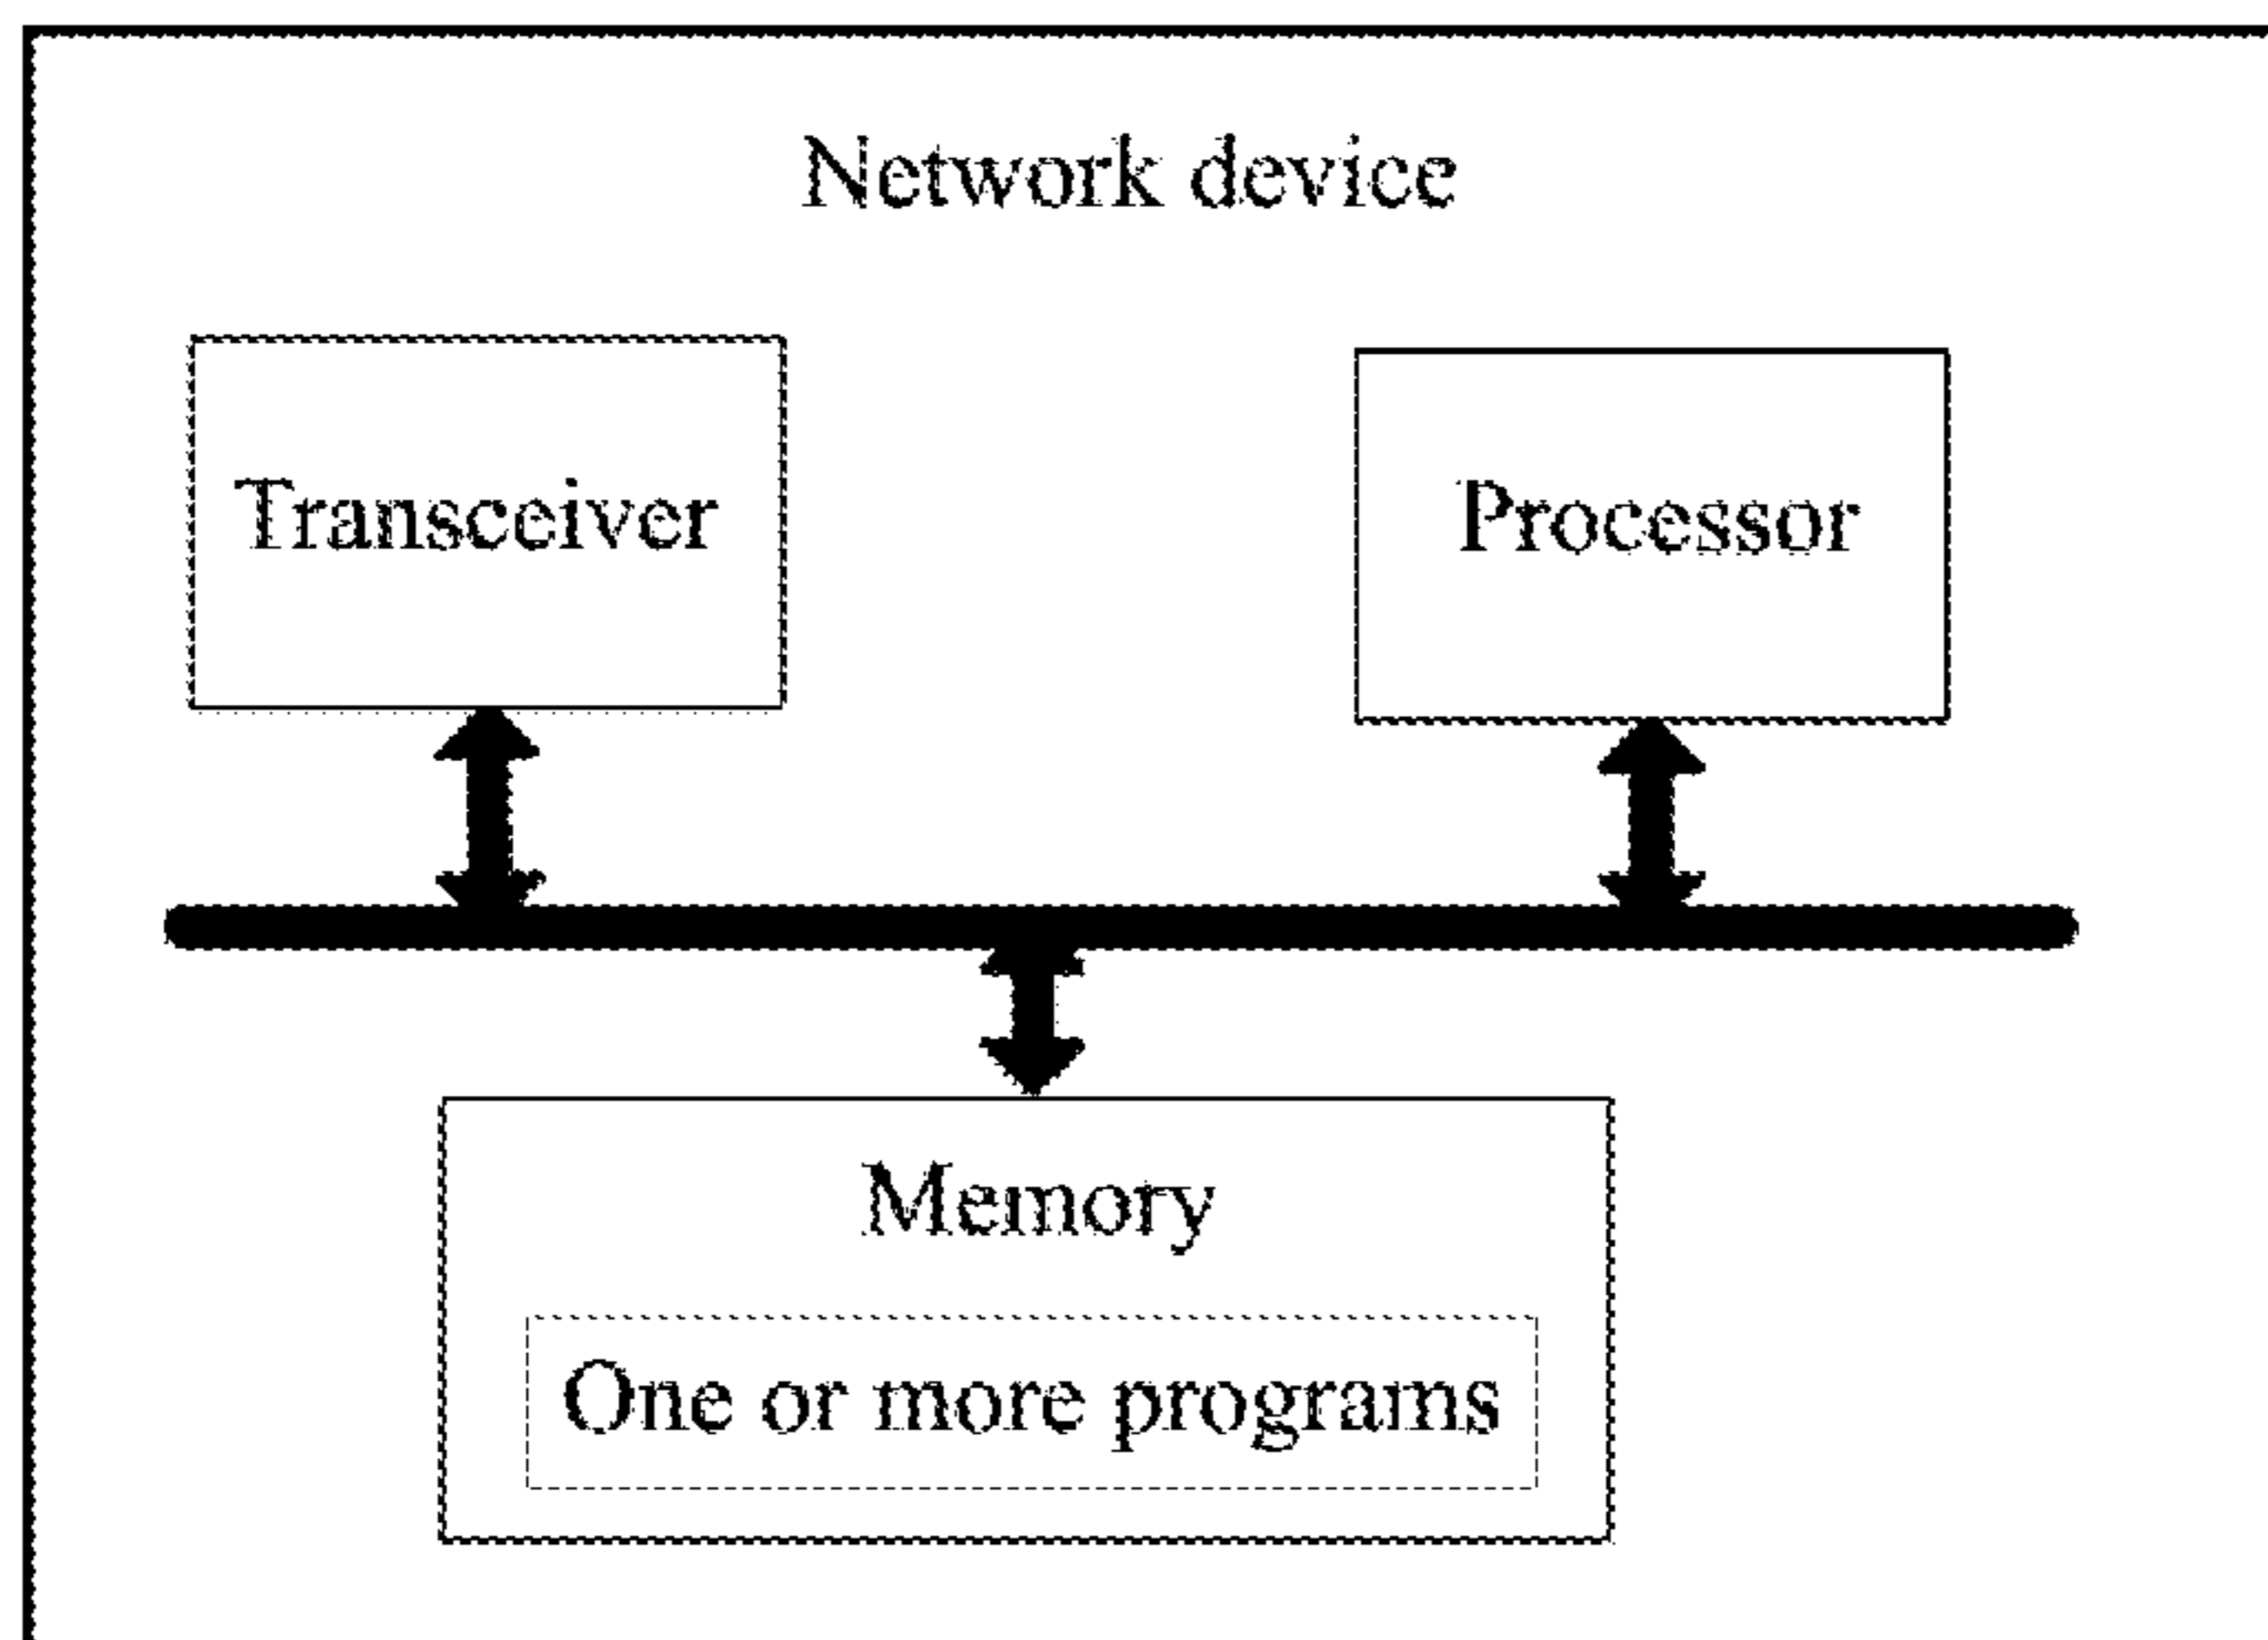 Network device
Transceiver
Processor
Memory
One or more programs